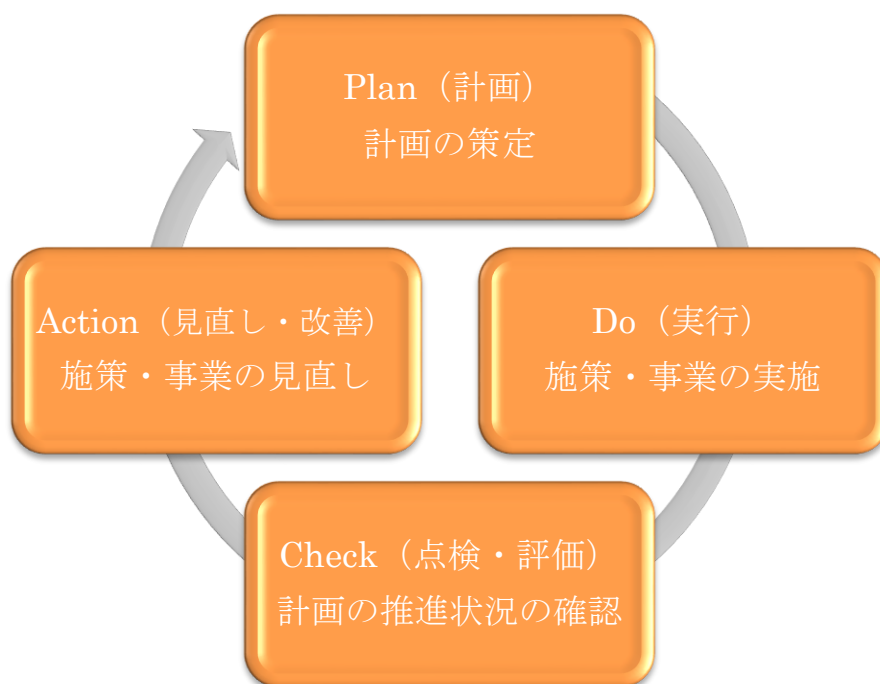 Plan（計画）
計画の策定
Do（実行）
施策・事業の実施
Check（点検・評価）
計画の推進状況の確認
Action（見直し・改善）
施策・事業の見直し